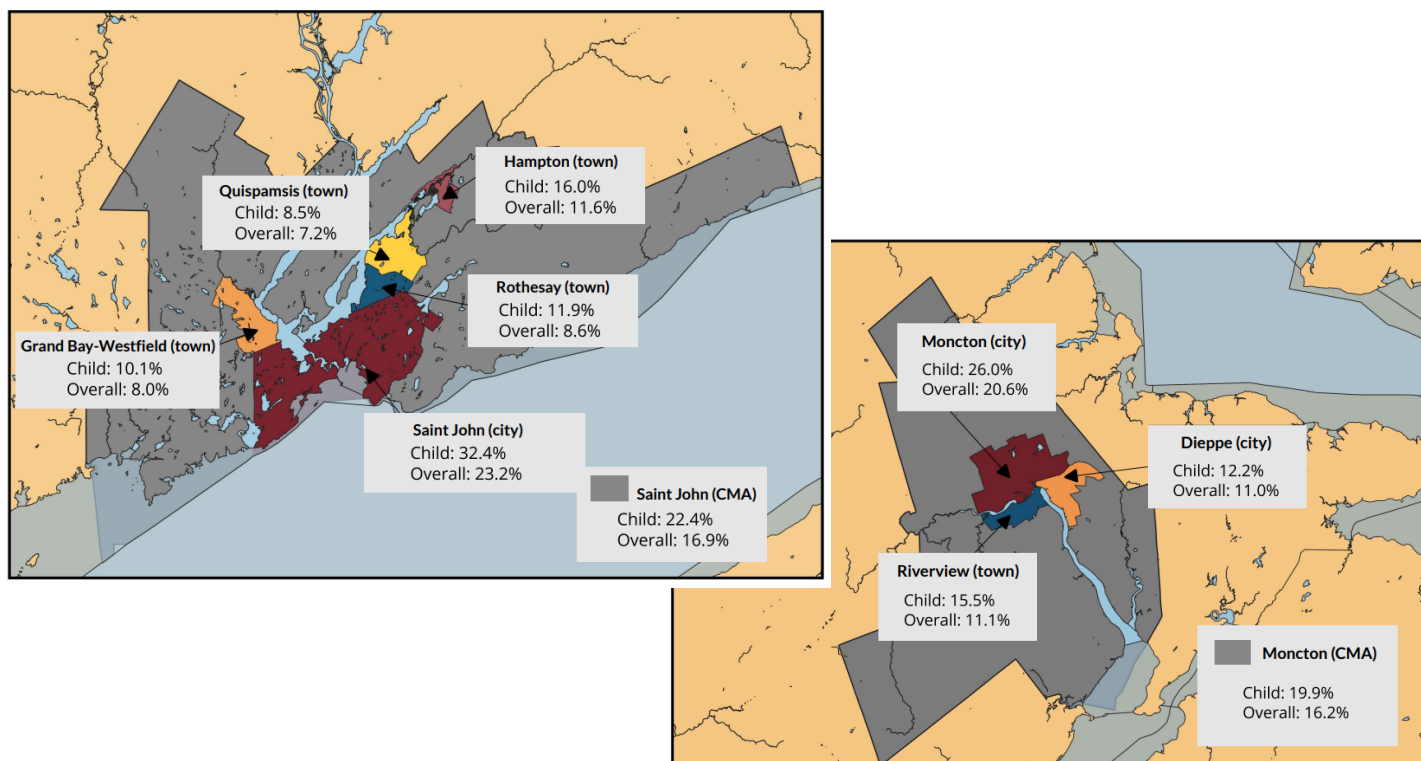 Hampton (town)
Child: 16.0%
Overall: 11.6%
Quispamsis (town)
Child: 8.5%
Overall: 7.2%
Rothesay (town)
Child: 11.9%
Overall: 8.6%
Grand Bay-Westfield (town)
Child: 10.1%
Overall: 8.0%
Saint John (city)
Child: 32.4%
Overall: 23.2%
Saint John (CMA)
Child: 22.4%
Overall: 16.9%
Moncton (city)
Child: 26.0%
Overall: 20.6%
Dieppe (city)
Child: 12.2%
Overall: 11.0%
Riverview (town)
Child: 15.5%
Overall: 11.1%
Moncton (CMA)
Child: 19.9%
Overall: 16.2%